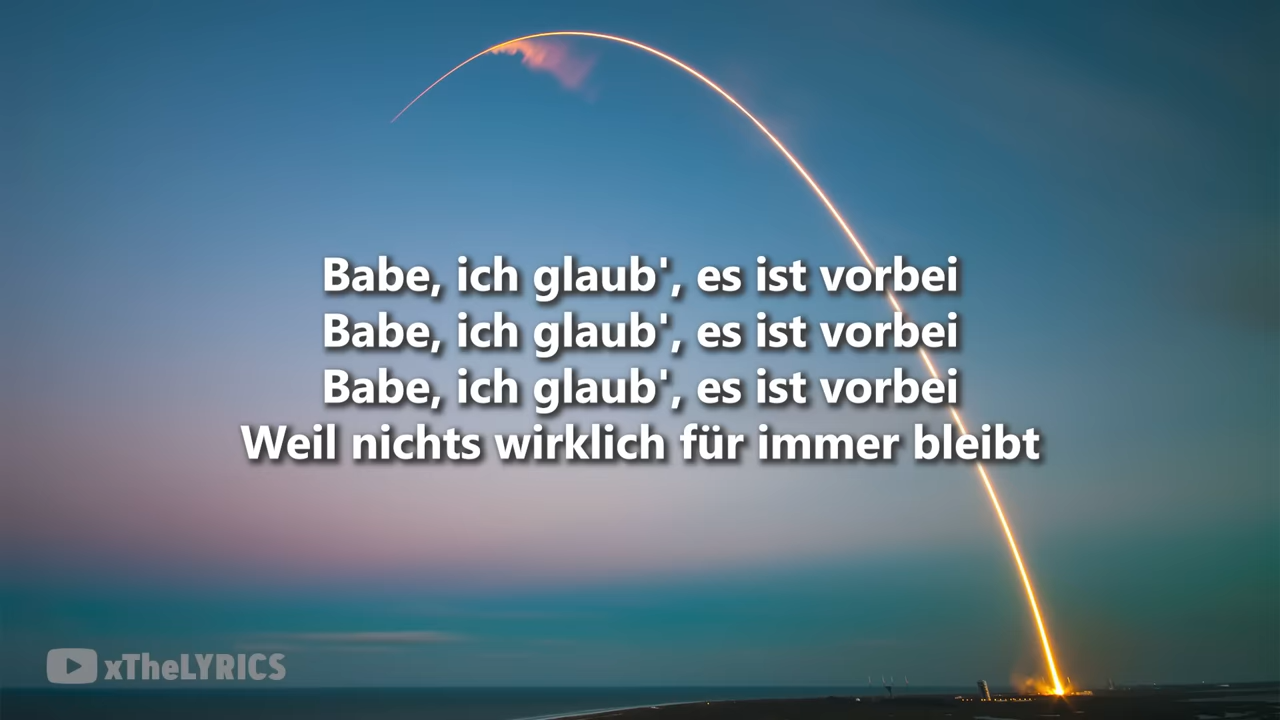 Babe, ich glaub', es ist vorbei
Babe, ich glaub', es ist vorbei
Babe, ich glaub', es ist vorbei
Weil nichts wirklich für immer bleibt
xTheLYRICS